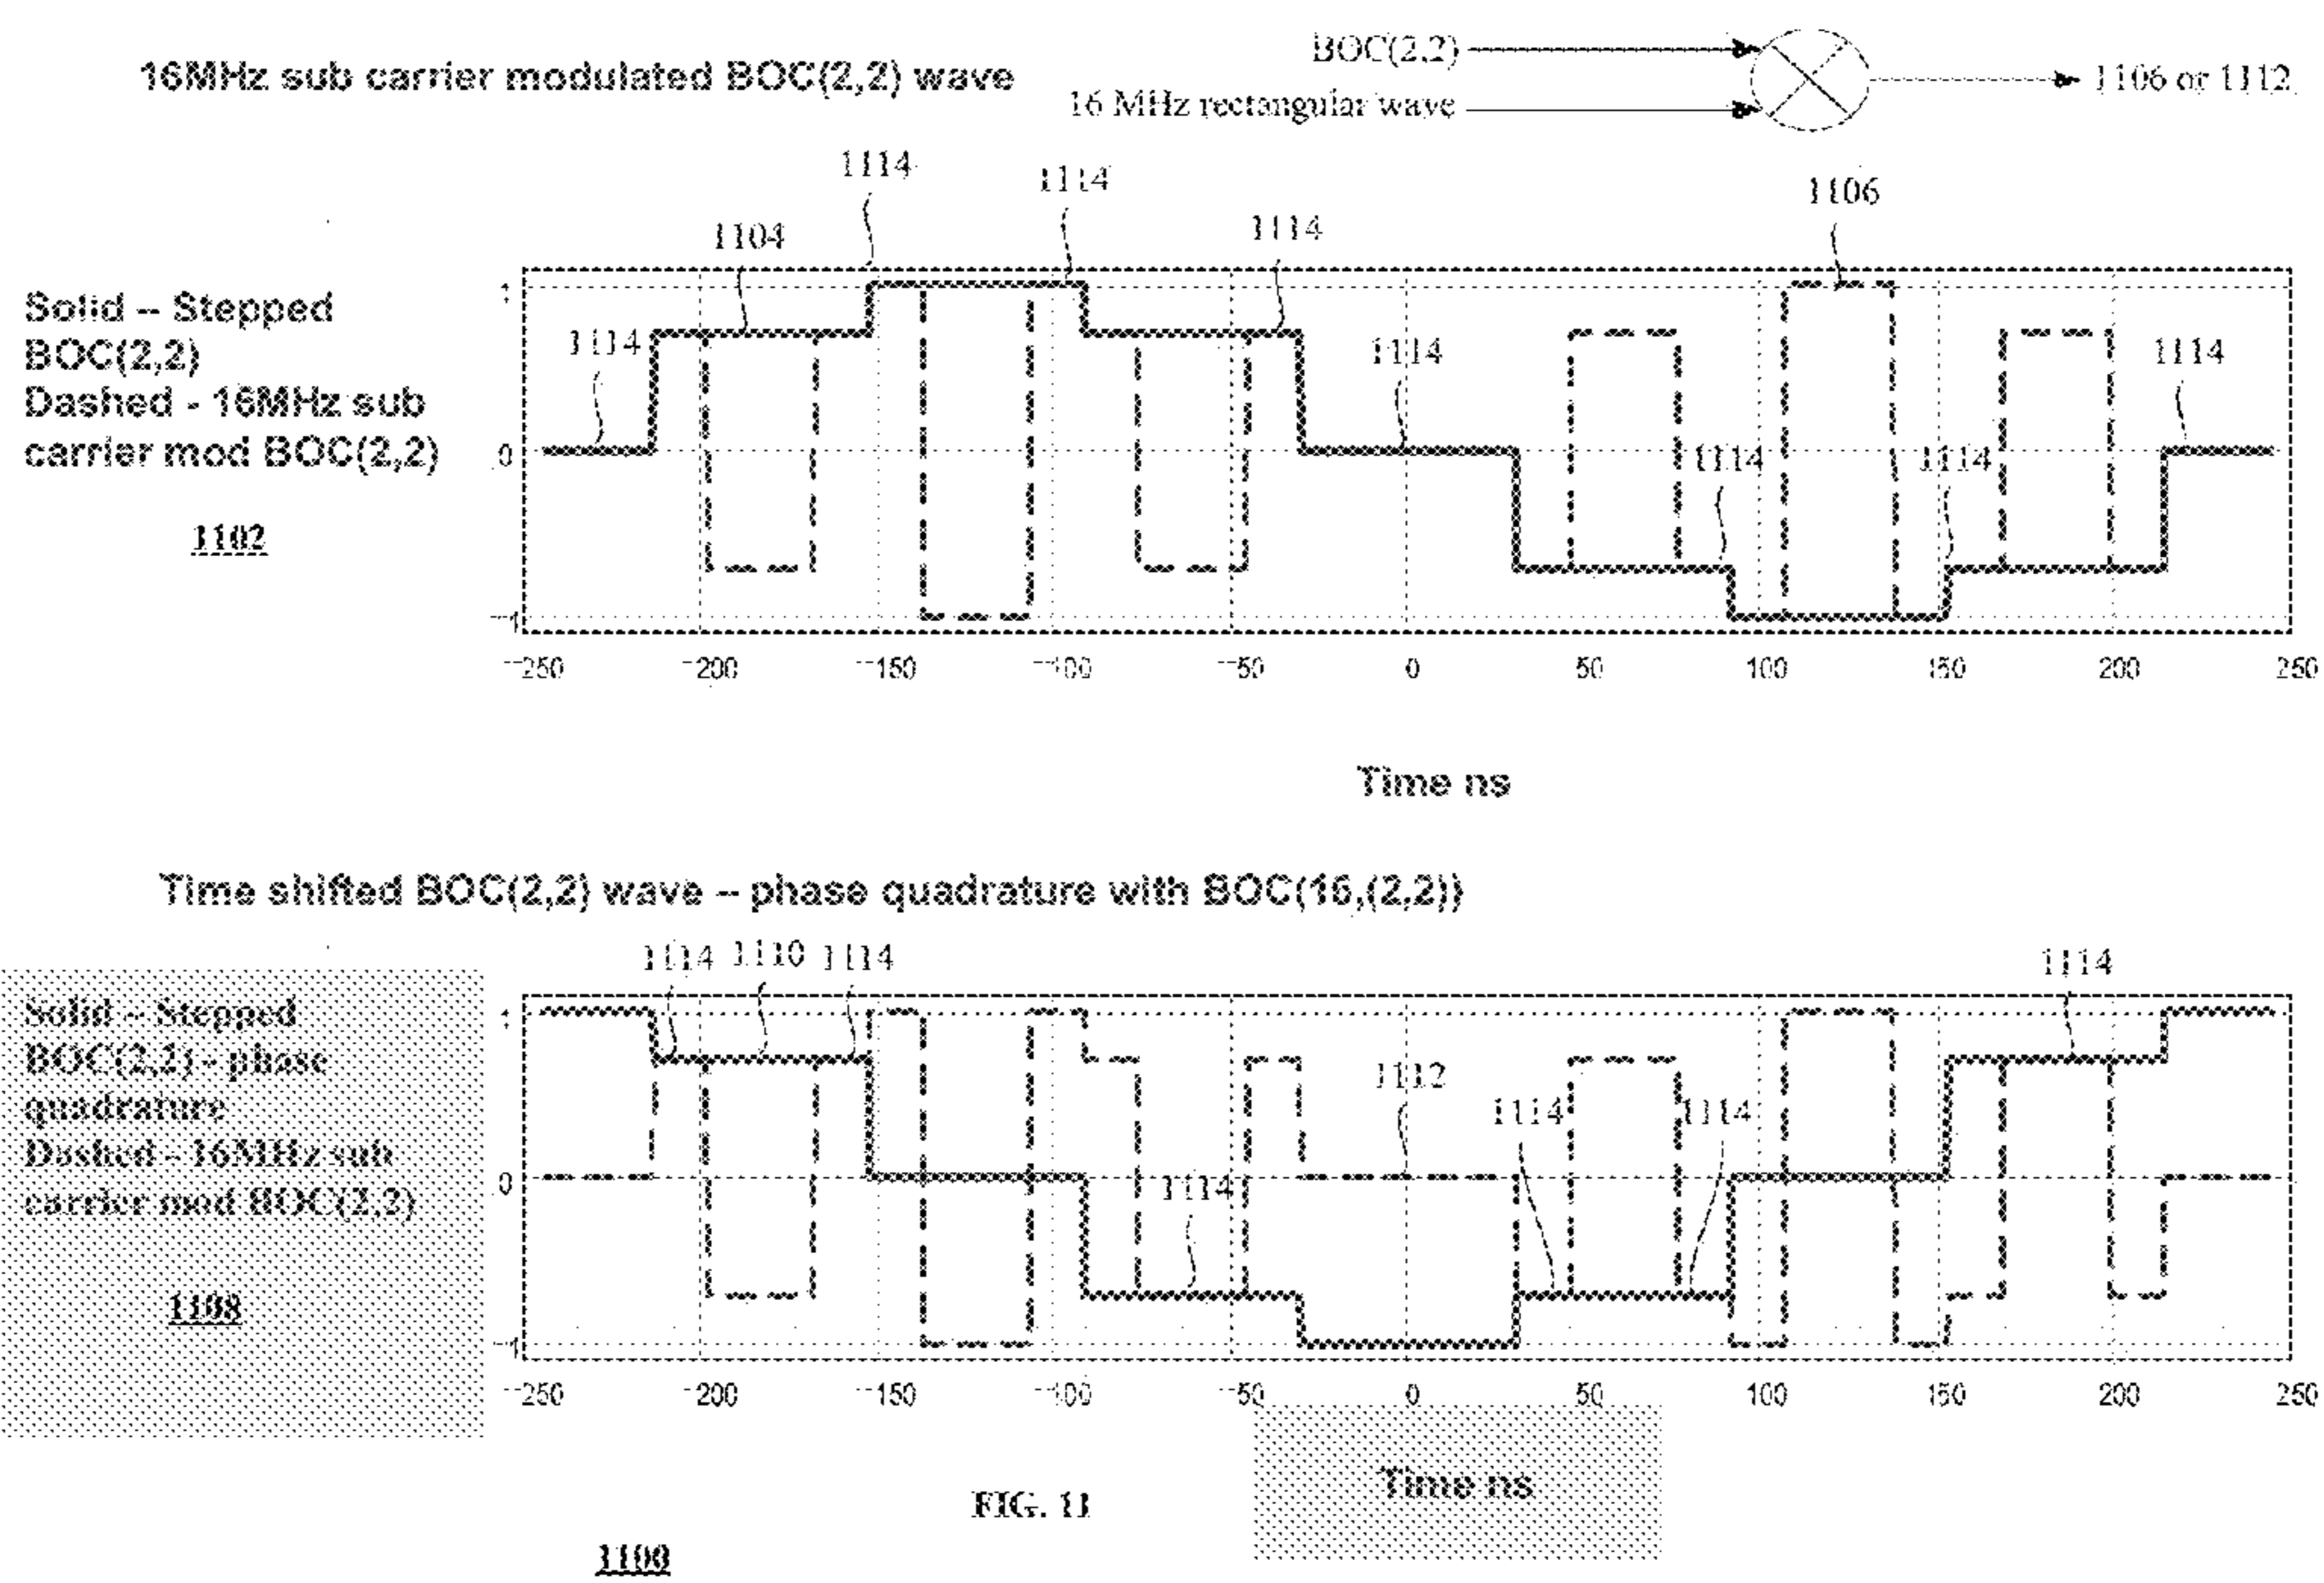 BOC(2,2)
16MHz sub carrier modulated BOC(2,2) wave
1106 or 1112
16 MHz rectangular wave
1114
1114
1106
1104
1114
Solid – Stepped
BOC(2,2)
Dashed - 16MHz sub
carrier mod BOC(2,2)
1102
1114
1114
1114
1114
1114
1
0
-1
-250
-200
-150
-100
-50
0
50
100
150
200
250
Time ns
Time shifted BOC(2,2) wave – phase quadrature with BOC(16,(2,2))
1114
1110
1114
1114
Solid – Stepped
BOC(2,2) - phase
quadrature
Dashed - 16MHz sub
carrier mod BOC(2,2)
1108
1112
1114
1114
1114
1
0
-1
-250
-200
-150
-100
-50
0
50
100
150
200
250
Time ns
FIG. 11
1100